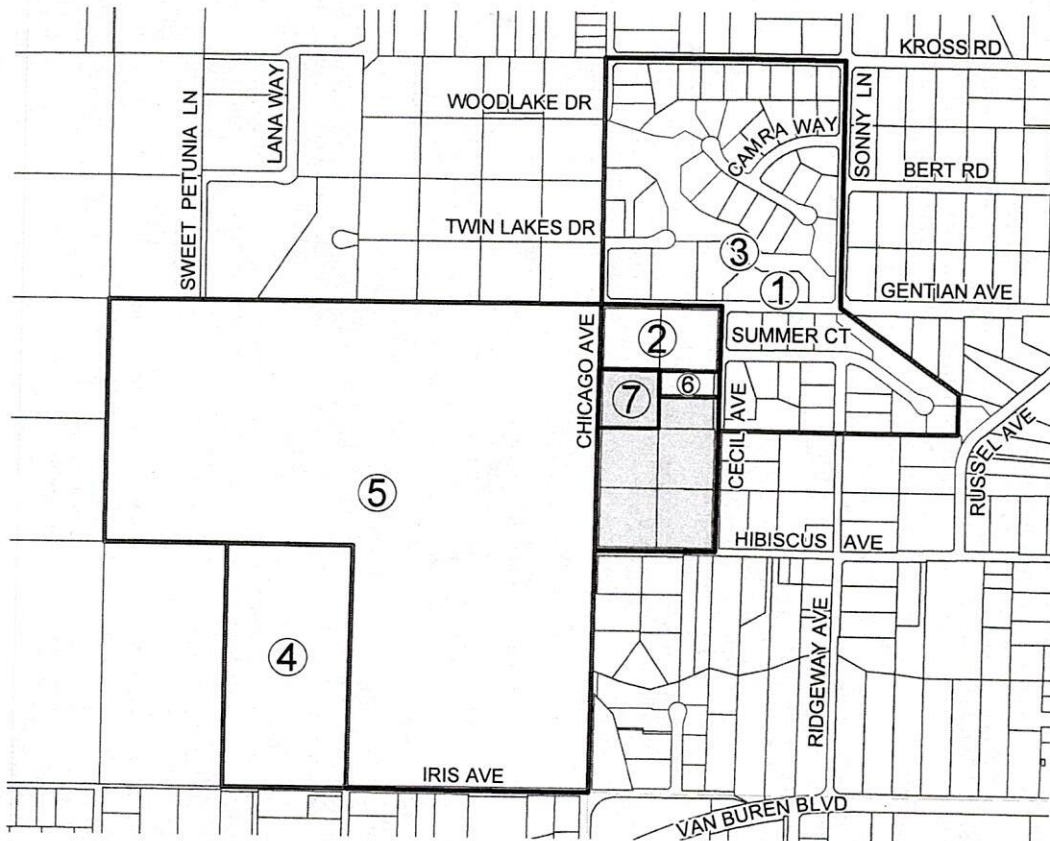 KROSS RD
WOODLAKE DR
LANA WAY
SWEET PETUNIA LN
CAMRA WAY
SONNY LN
BERT RD
TWIN LAKES DR
3
1
GENTIAN AVE
CHICAGO AVE
2
SUMMER CT
6
7
CECIL AVE
RUSSEL AVE
5
HIBISCUS AVE
4
RIDGEWAY AVE
IRIS AVE
VAN BUREN BLVD